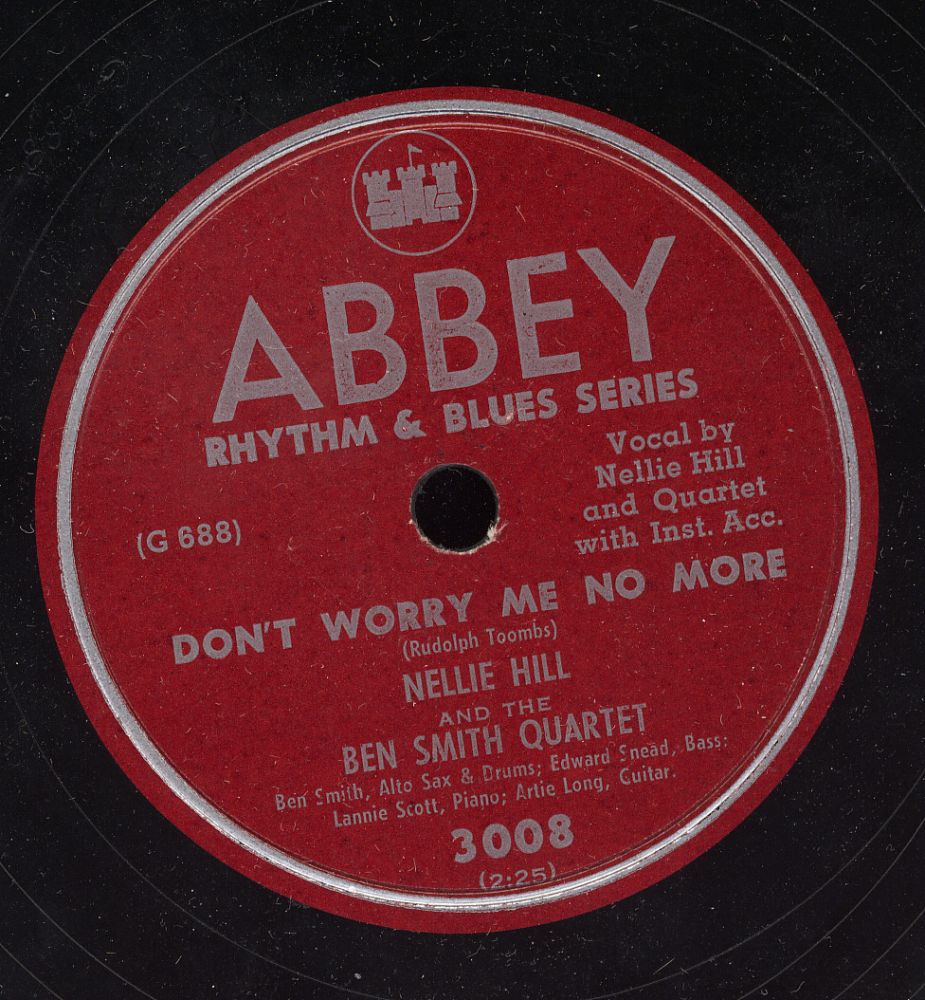 ABBEY
RHYTHM & BLUES SERIES
Vocal by
Nellie Hill
and Quartet
with Inst. Acc.
(G 688)
DON'T WORRY ME NO MORE
(Rudolph Toombs)
NELLIE HILL
AND THE
BEN SMITH QUARTET
Ben Smith, Alto Sax & Drums; Edward Snead, Bass;
Lannie Scott, Piano; Artie Long, Guitar.
3008
(2:25)